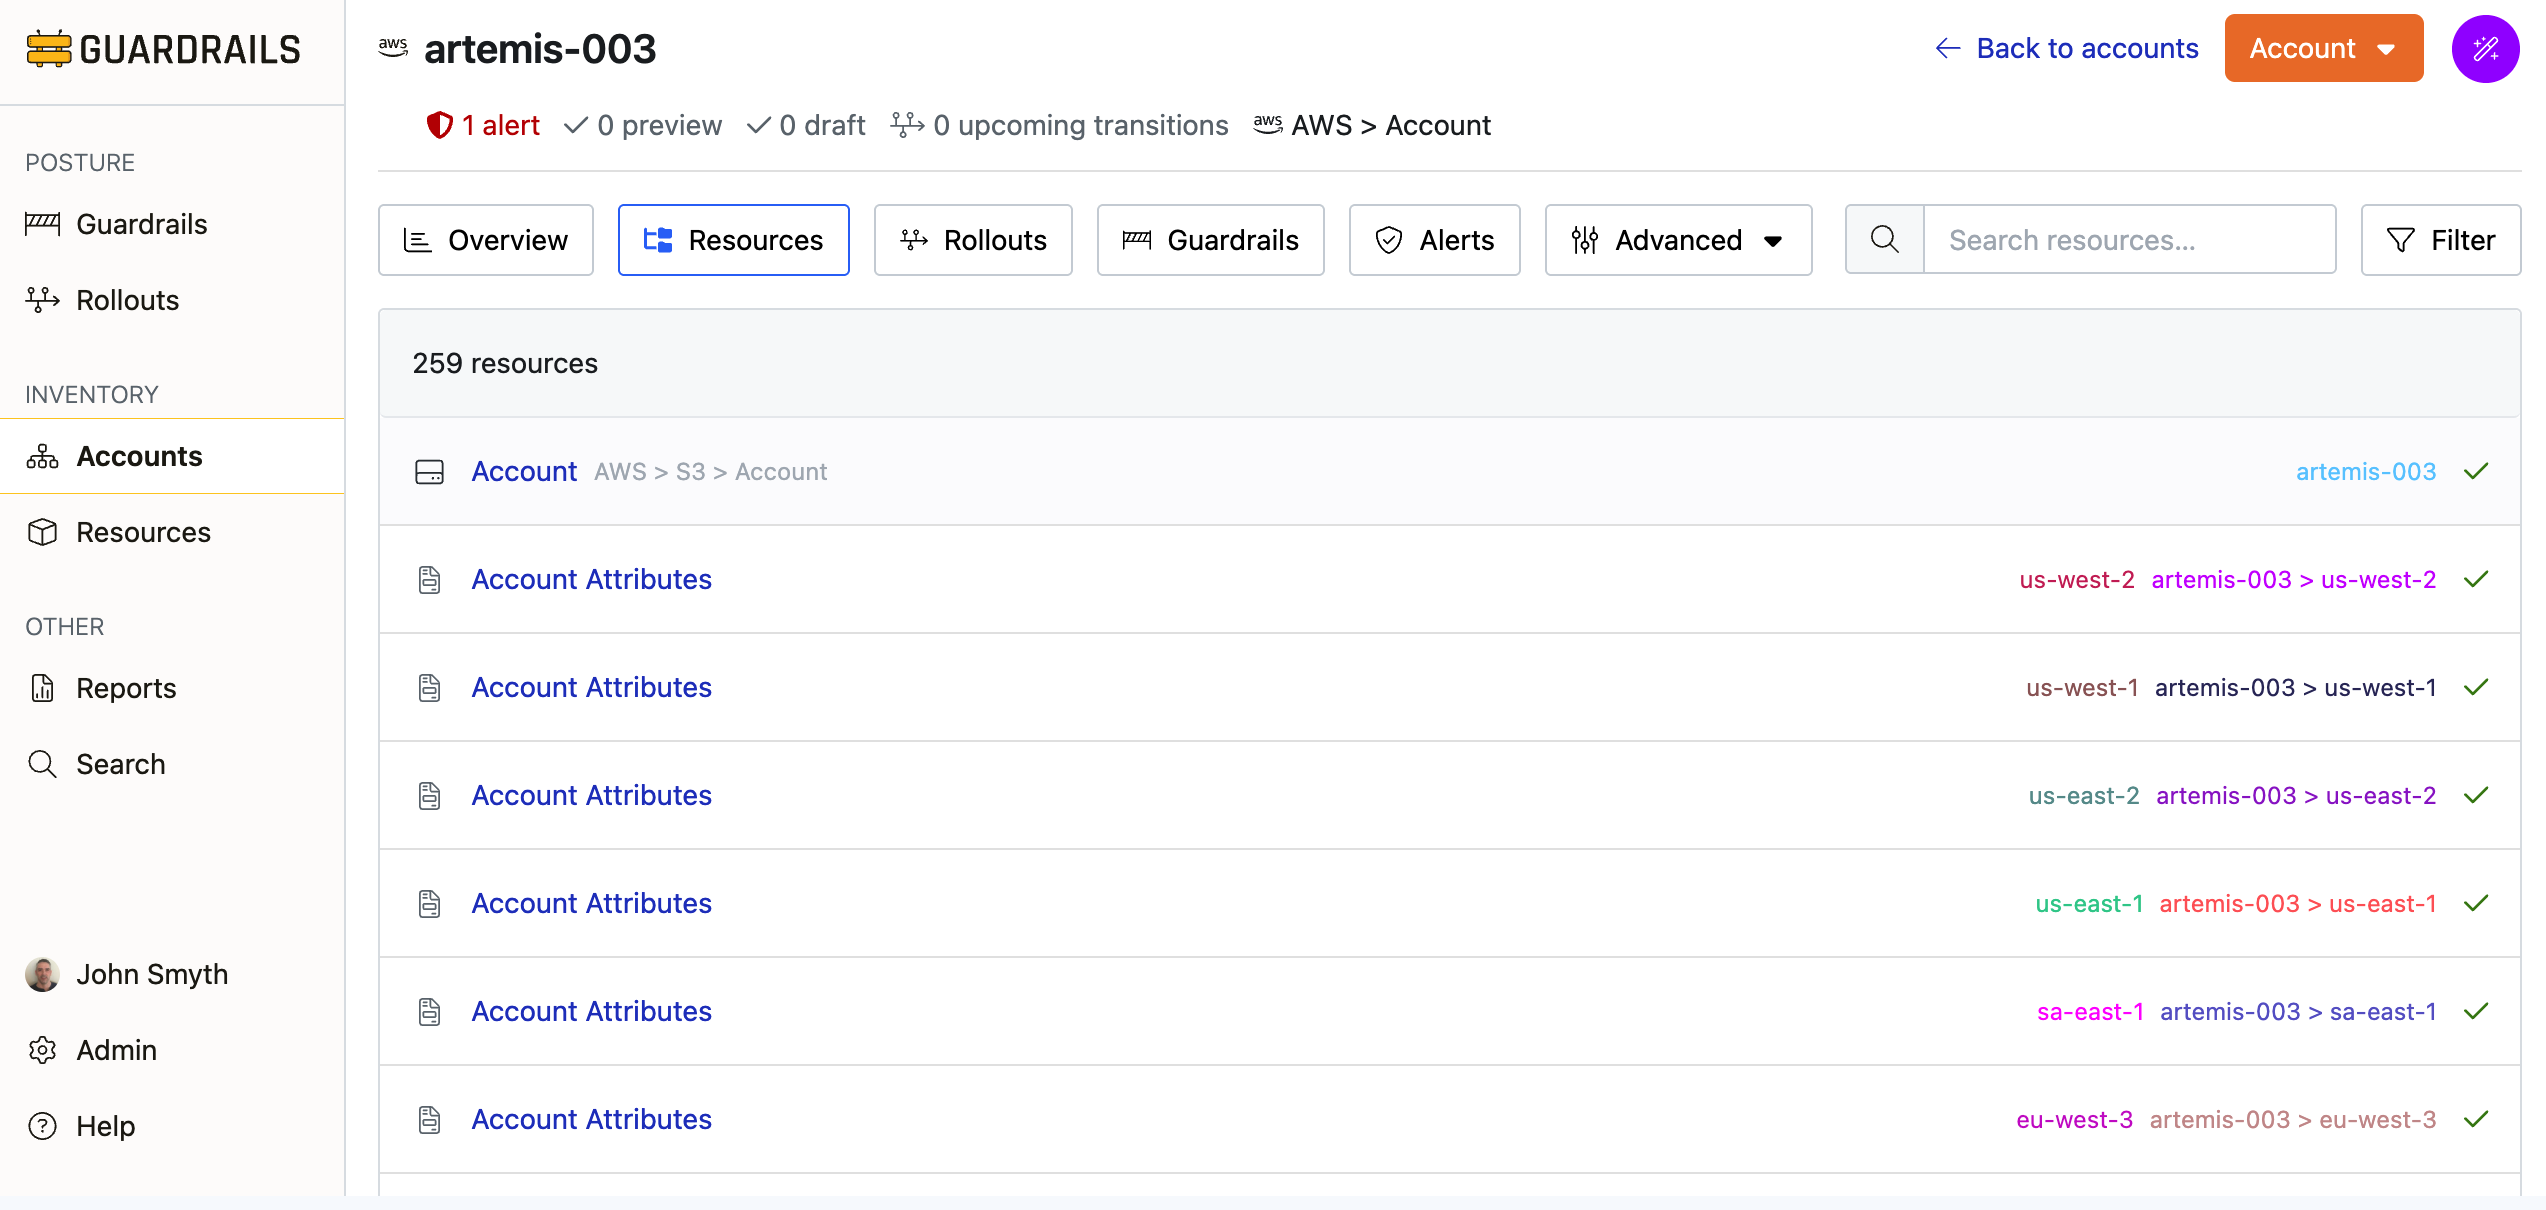 GUARDRAILS
aws artemis-003
← Back to accounts
Account
1 alert 0 preview 0 draft 0 upcoming transitions aws AWS > Account
POSTURE
Guardrails
Rollouts
INVENTORY
Accounts
Resources
OTHER
Reports
Search
John Smyth
Admin
Help
Overview Resources Rollouts Guardrails Alerts Advanced Search resources... Filter
259 resources
Account AWS > S3 > Account artemis-003
Account Attributes us-west-2 artemis-003 > us-west-2
Account Attributes us-west-1 artemis-003 > us-west-1
Account Attributes us-east-2 artemis-003 > us-east-2
Account Attributes us-east-1 artemis-003 > us-east-1
Account Attributes sa-east-1 artemis-003 > sa-east-1
Account Attributes eu-west-3 artemis-003 > eu-west-3